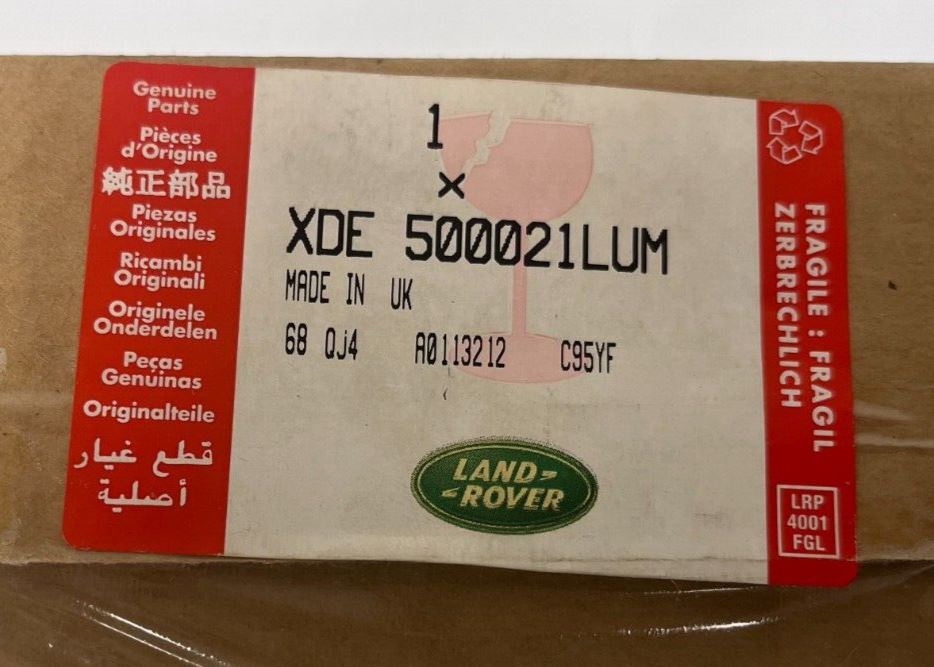 Genuine
Parts
Pièces
d'Origine
純正部品
Piezas
Originales
Ricambi
Originali
Originele
Onderdelen
Peças
Genuinas
Originalteile
قطع غيار
أصلية
1
x
XDE 500021LUM
MADE IN UK
68 QJ4 A0113212 C95YF
LAND-
-ROVER
FRAGILE : FRAGIL
ZERBRECHLICH
LRP
4001
FGL